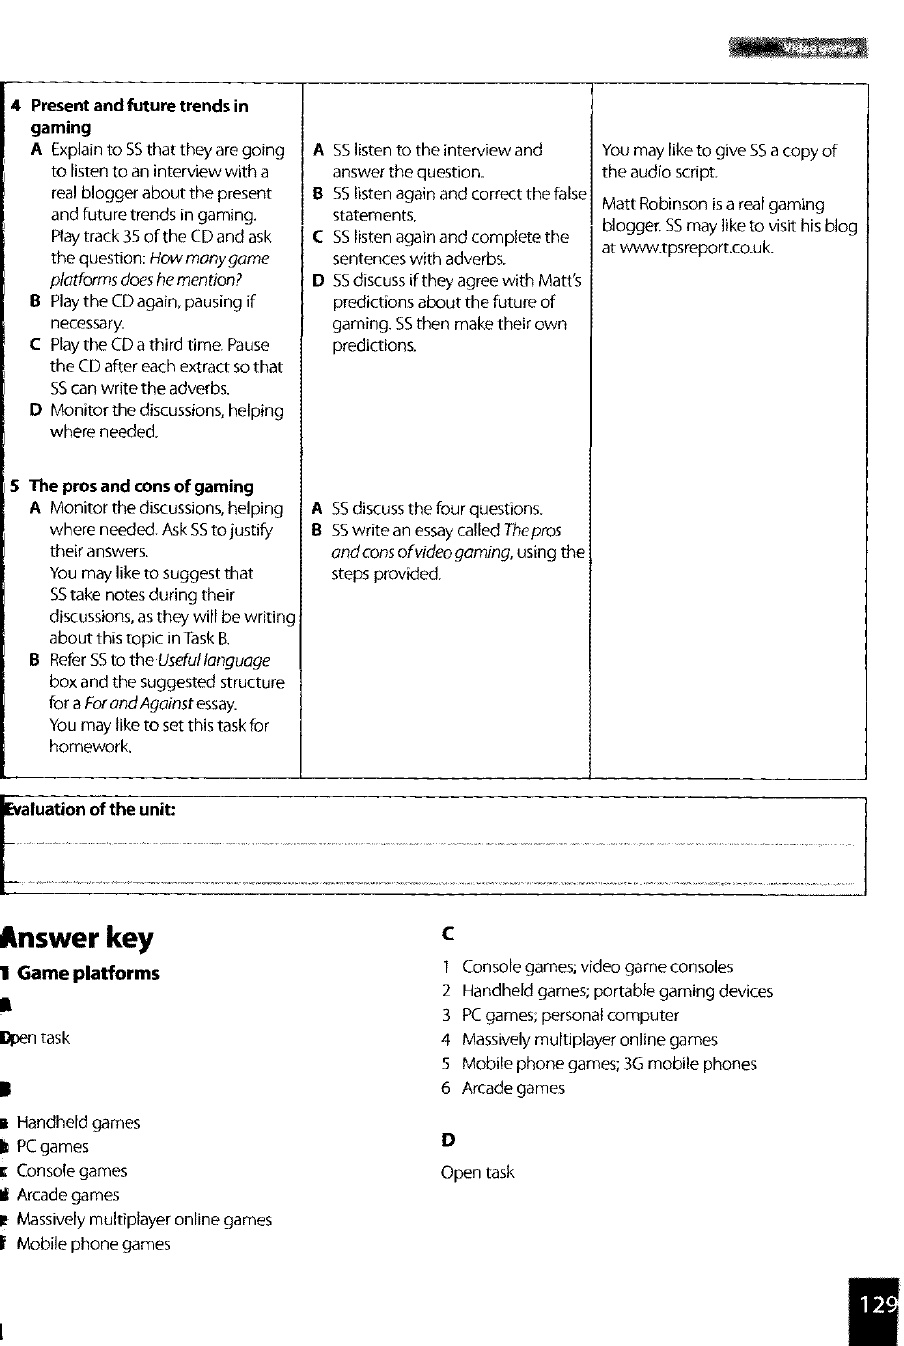 Video games
4 Present and future trends in
gaming
A Explain to SS that they are going
to listen to an interview with a
real blogger about the present
and future trends in gaming.
Play track 35 of the CD and ask
the question: How many game
platforms does he mention?
B Play the CD again, pausing if
necessary.
C Play the CD a third time. Pause
the CD after each extract so that
SS can write the adverbs.
D Monitor the discussions, helping
where needed.
A SS listen to the interview and
answer the question.
B SS listen again and correct the false
statements.
C SS listen again and complete the
sentences with adverbs.
D SS discuss if they agree with Matt's
predictions about the future of
gaming. SS then make their own
predictions.
You may like to give SS a copy of
the audio script.
Matt Robinson is a real gaming
blogger. SS may like to visit his blog
at www.tpsreport.co.uk.
5 The pros and cons of gaming
A Monitor the discussions, helping
where needed. Ask SS to justify
their answers.
You may like to suggest that
SS take notes during their
discussions, as they will be writing
about this topic in Task B.
B Refer SS to the Useful language
box and the suggested structure
for a For and Against essay.
You may like to set this task for
homework.
A SS discuss the four questions.
B SS write an essay called The pros
and cons of video gaming, using the
steps provided.
Evaluation of the unit:
Answer key
1 Game platforms
A
Open task
B
a Handheld games
b PC games
c Console games
d Arcade games
e Massively multiplayer online games
f Mobile phone games
C
1 Console games; video game consoles
2 Handheld games; portable gaming devices
3 PC games; personal computer
4 Massively multiplayer online games
5 Mobile phone games; 3G mobile phones
6 Arcade games
D
Open task
129